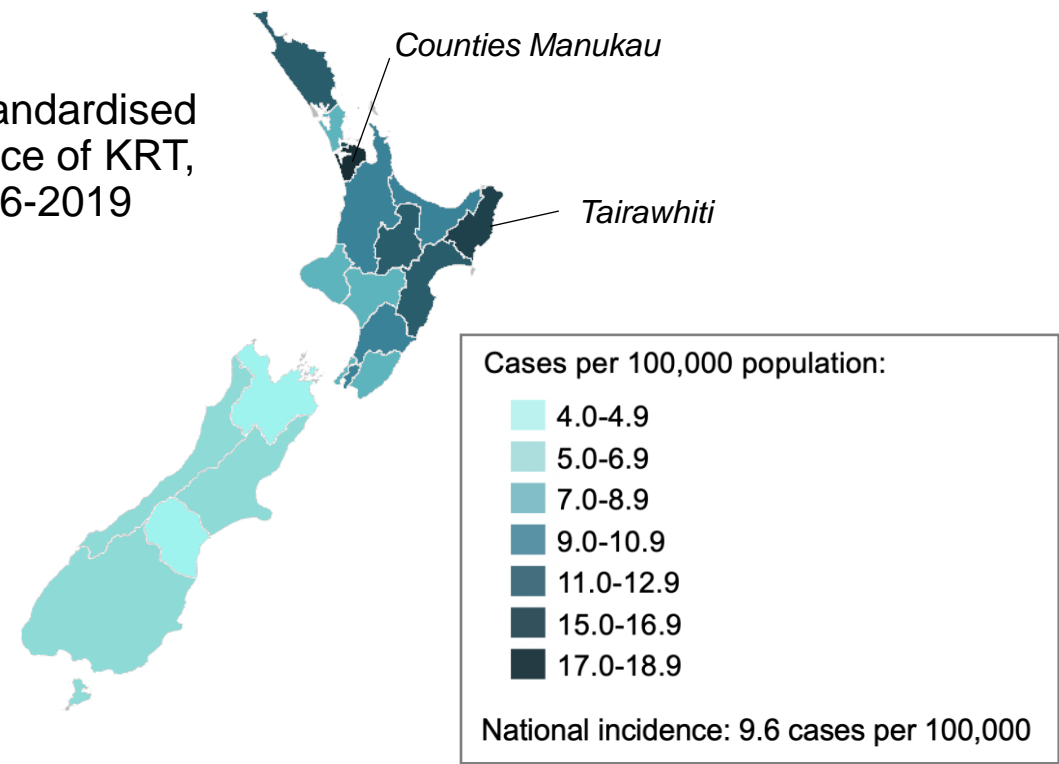 andardised
ce of KRT,
6-2019
Counties Manukau
Tairawhiti
Cases per 100,000 population:
4.0-4.9
5.0-6.9
7.0-8.9
9.0-10.9
11.0-12.9
15.0-16.9
17.0-18.9
National incidence: 9.6 cases per 100,000